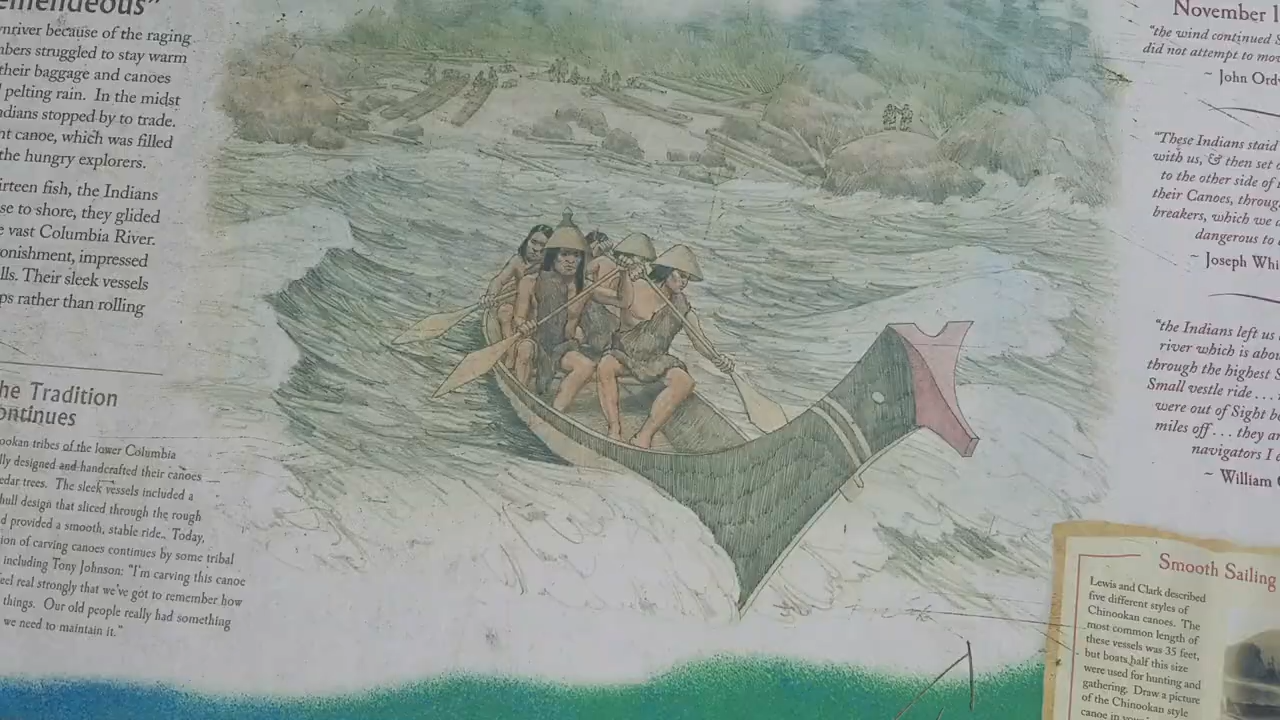 emendeous"
nriver because of the raging
nbers struggled to stay warm
their baggage and canoes
l pelting rain. In the midst
ndians stopped by to trade.
nt canoe, which was filled
the hungry explorers.
irteen fish, the Indians
se to shore, they glided
e vast Columbia River.
onishment, impressed
lls. Their sleek vessels
ps rather than rolling
he Tradition
ontinues
ookan tribes of the lower Columbia
lly designed and handcrafted their canoes
edar trees. The sleek vessels included a
hull design that sliced through the rough
d provided a smooth, stable ride. Today,
ion of carving canoes continues by some tribal
including Tony Johnson: "I'm carving this canoe
eel real strongly that we've got to remember how
things. Our old people really had something
we need to maintain it."
November 1
"the wind continued S
did not attempt to mov
~ John Ord
"These Indians staid
with us, & then set
to the other side of
their Canoes, throug
breakers, which we
dangerous to
~ Joseph Whi
"the Indians left us
river which is abou
through the highest S
Small vestle ride . . .
were out of Sight b
miles off . . . they ar
navigators I
~ William C
Smooth Sailing
Lewis and Clark described
five different styles of
Chinookan canoes. The
most common length of
these vessels was 35 feet,
but boats half this size
were used for hunting and
gathering. Draw a picture
of the Chinookan style
canoe in your